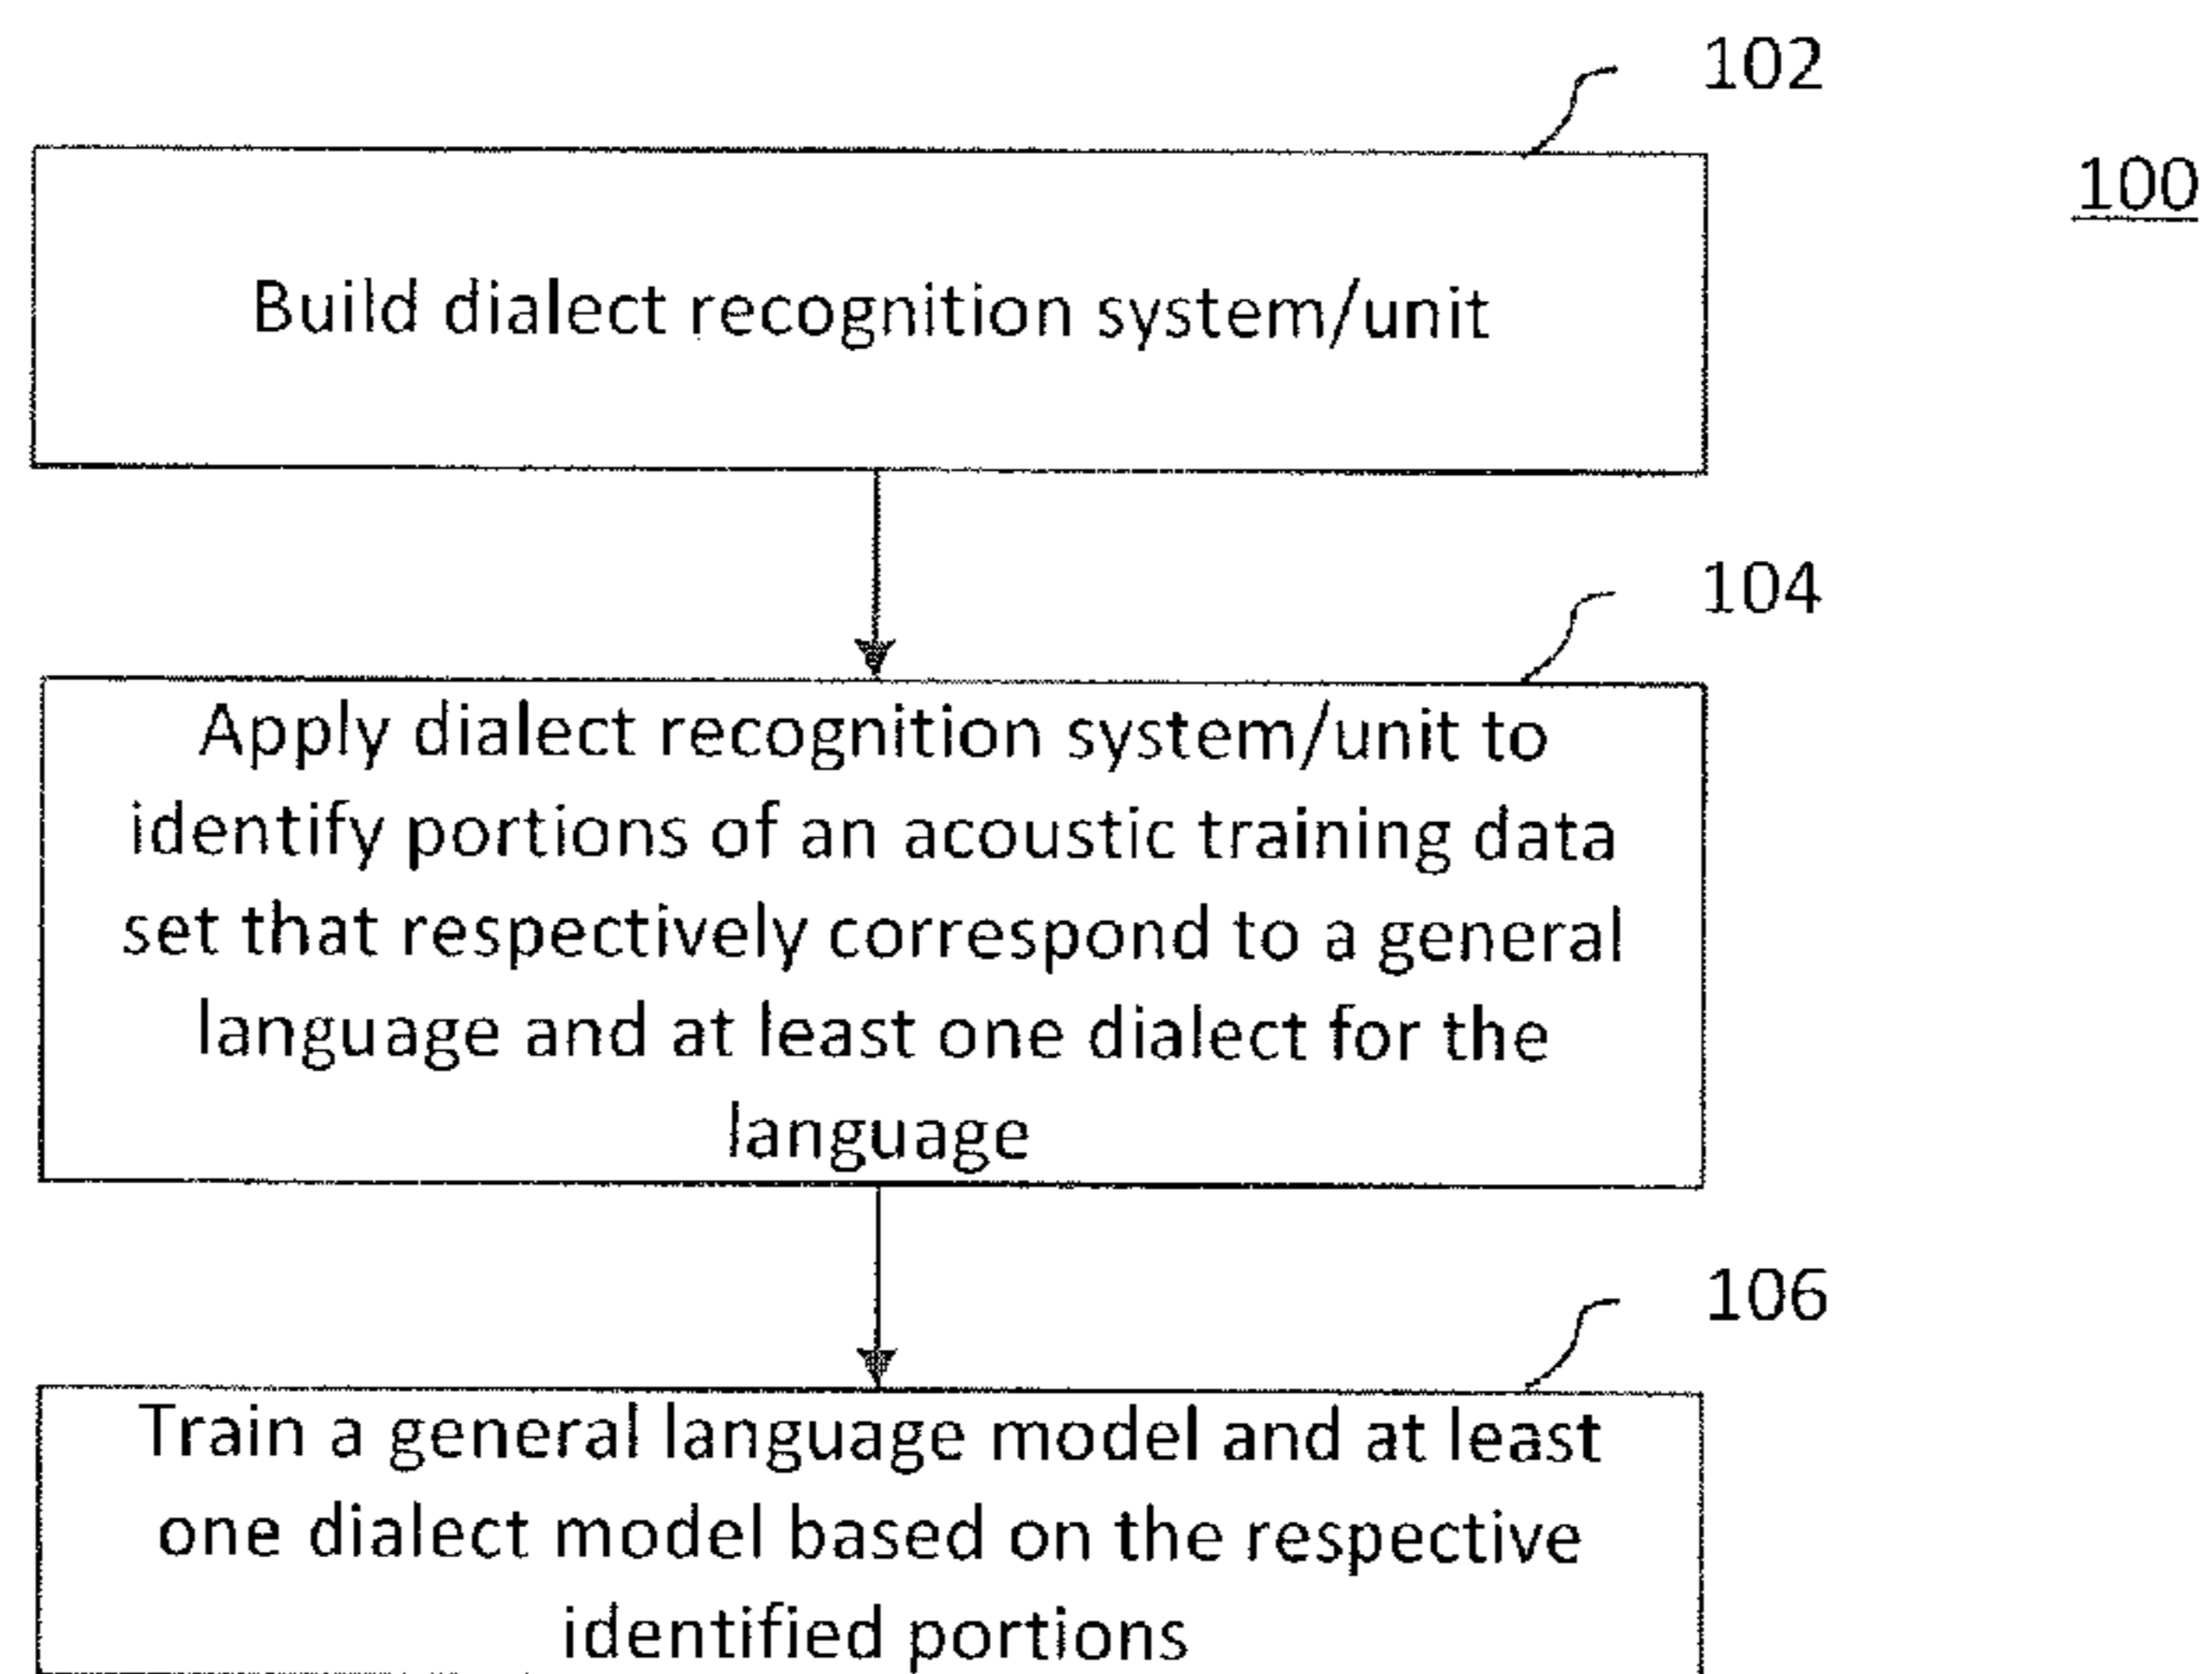 102
100
Build dialect recognition system/unit
104
Apply dialect recognition system/unit to
identify portions of an acoustic training data
set that respectively correspond to a general
language and at least one dialect for the
language
106
Train a general language model and at least
one dialect model based on the respective
identified portions